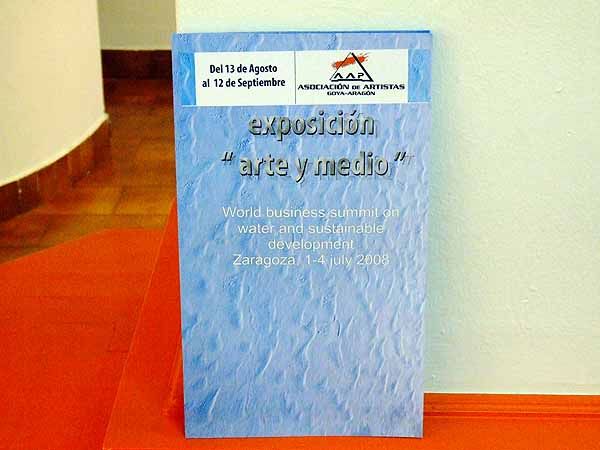 Del 13 de Agosto
al 12 de Septiembre
AAP
ASOCIACIÓN DE ARTISTAS
GOYA-ARAGÓN
exposición
" arte y medio "
World business summit on
water and sustainable
development
Zaragoza, 1-4 july 2008